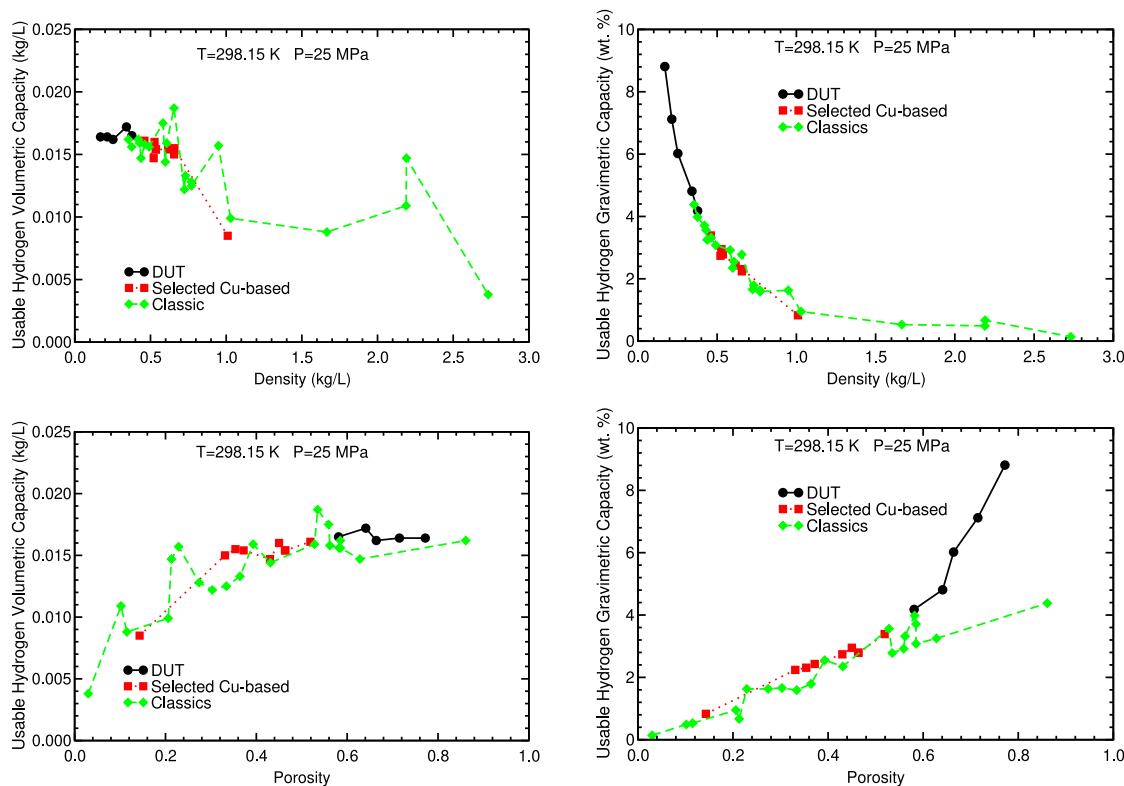 Usable Hydrogen Volumetric Capacity (kg/L)
0.025
0.020
0.015
0.010
0.005
0.000
T=298.15 K P=25 MPa
DUT
Selected Cu-based
Classic
0.0 0.5 1.0 1.5 2.0 2.5 3.0
Density (kg/L)
Usable Hydrogen Gravimetric Capacity (wt. %)
10
8
6
4
2
0
T=298.15 K P=25 MPa
DUT
Selected Cu-based
Classics
0.0 0.5 1.0 1.5 2.0 2.5 3.0
Density (kg/L)
Usable Hydrogen Volumetric Capacity (kg/L)
0.025
0.020
0.015
0.010
0.005
0.000
T=298.15 K P=25 MPa
DUT
Selected Cu-based
Classics
0.0 0.2 0.4 0.6 0.8 1.0
Porosity
Usable Hydrogen Gravimetric Capacity (wt. %)
10
8
6
4
2
0
T=298.15 K P=25 MPa
DUT
Selected Cu-based
Classics
0.0 0.2 0.4 0.6 0.8 1.0
Porosity